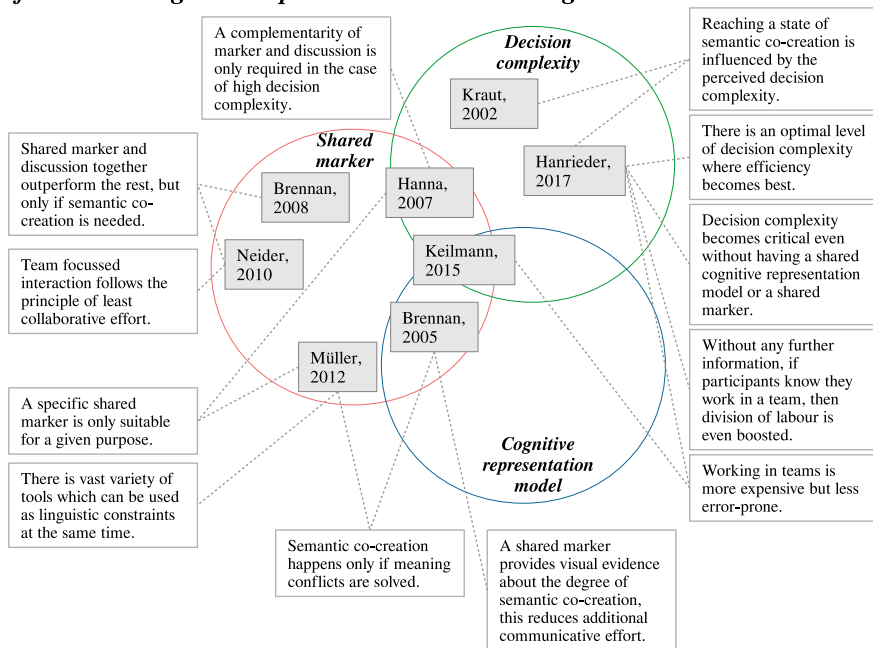 A complementarity of
marker and discussion is
only required in the case
of high decision
complexity.
Decision
complexity
Reaching a state of
semantic co-creation is
influenced by the
perceived decision
complexity.
Kraut,
2002
Shared
marker
Shared marker and
discussion together
outperform the rest, but
only if semantic co-
creation is needed.
Brennan,
2008
Hanna,
2007
Hanrieder,
2017
There is an optimal level
of decision complexity
where efficiency
becomes best.
Neider,
2010
Keilmann,
2015
Decision complexity
becomes critical even
without having a shared
cognitive representation
model or a shared
marker.
Team focussed
interaction follows the
principle of least
collaborative effort.
Brennan,
2005
Müller,
2012
Without any further
information, if
participants know they
work in a team, then
division of labour is
even boosted.
A specific shared
marker is only suitable
for a given purpose.
Cognitive
representation
model
There is vast variety of
tools which can be used
as linguistic constraints
at the same time.
Working in teams is
more expensive but less
error-prone.
Semantic co-creation
happens only if meaning
conflicts are solved.
A shared marker
provides visual evidence
about the degree of
semantic co-creation,
this reduces additional
communicative effort.